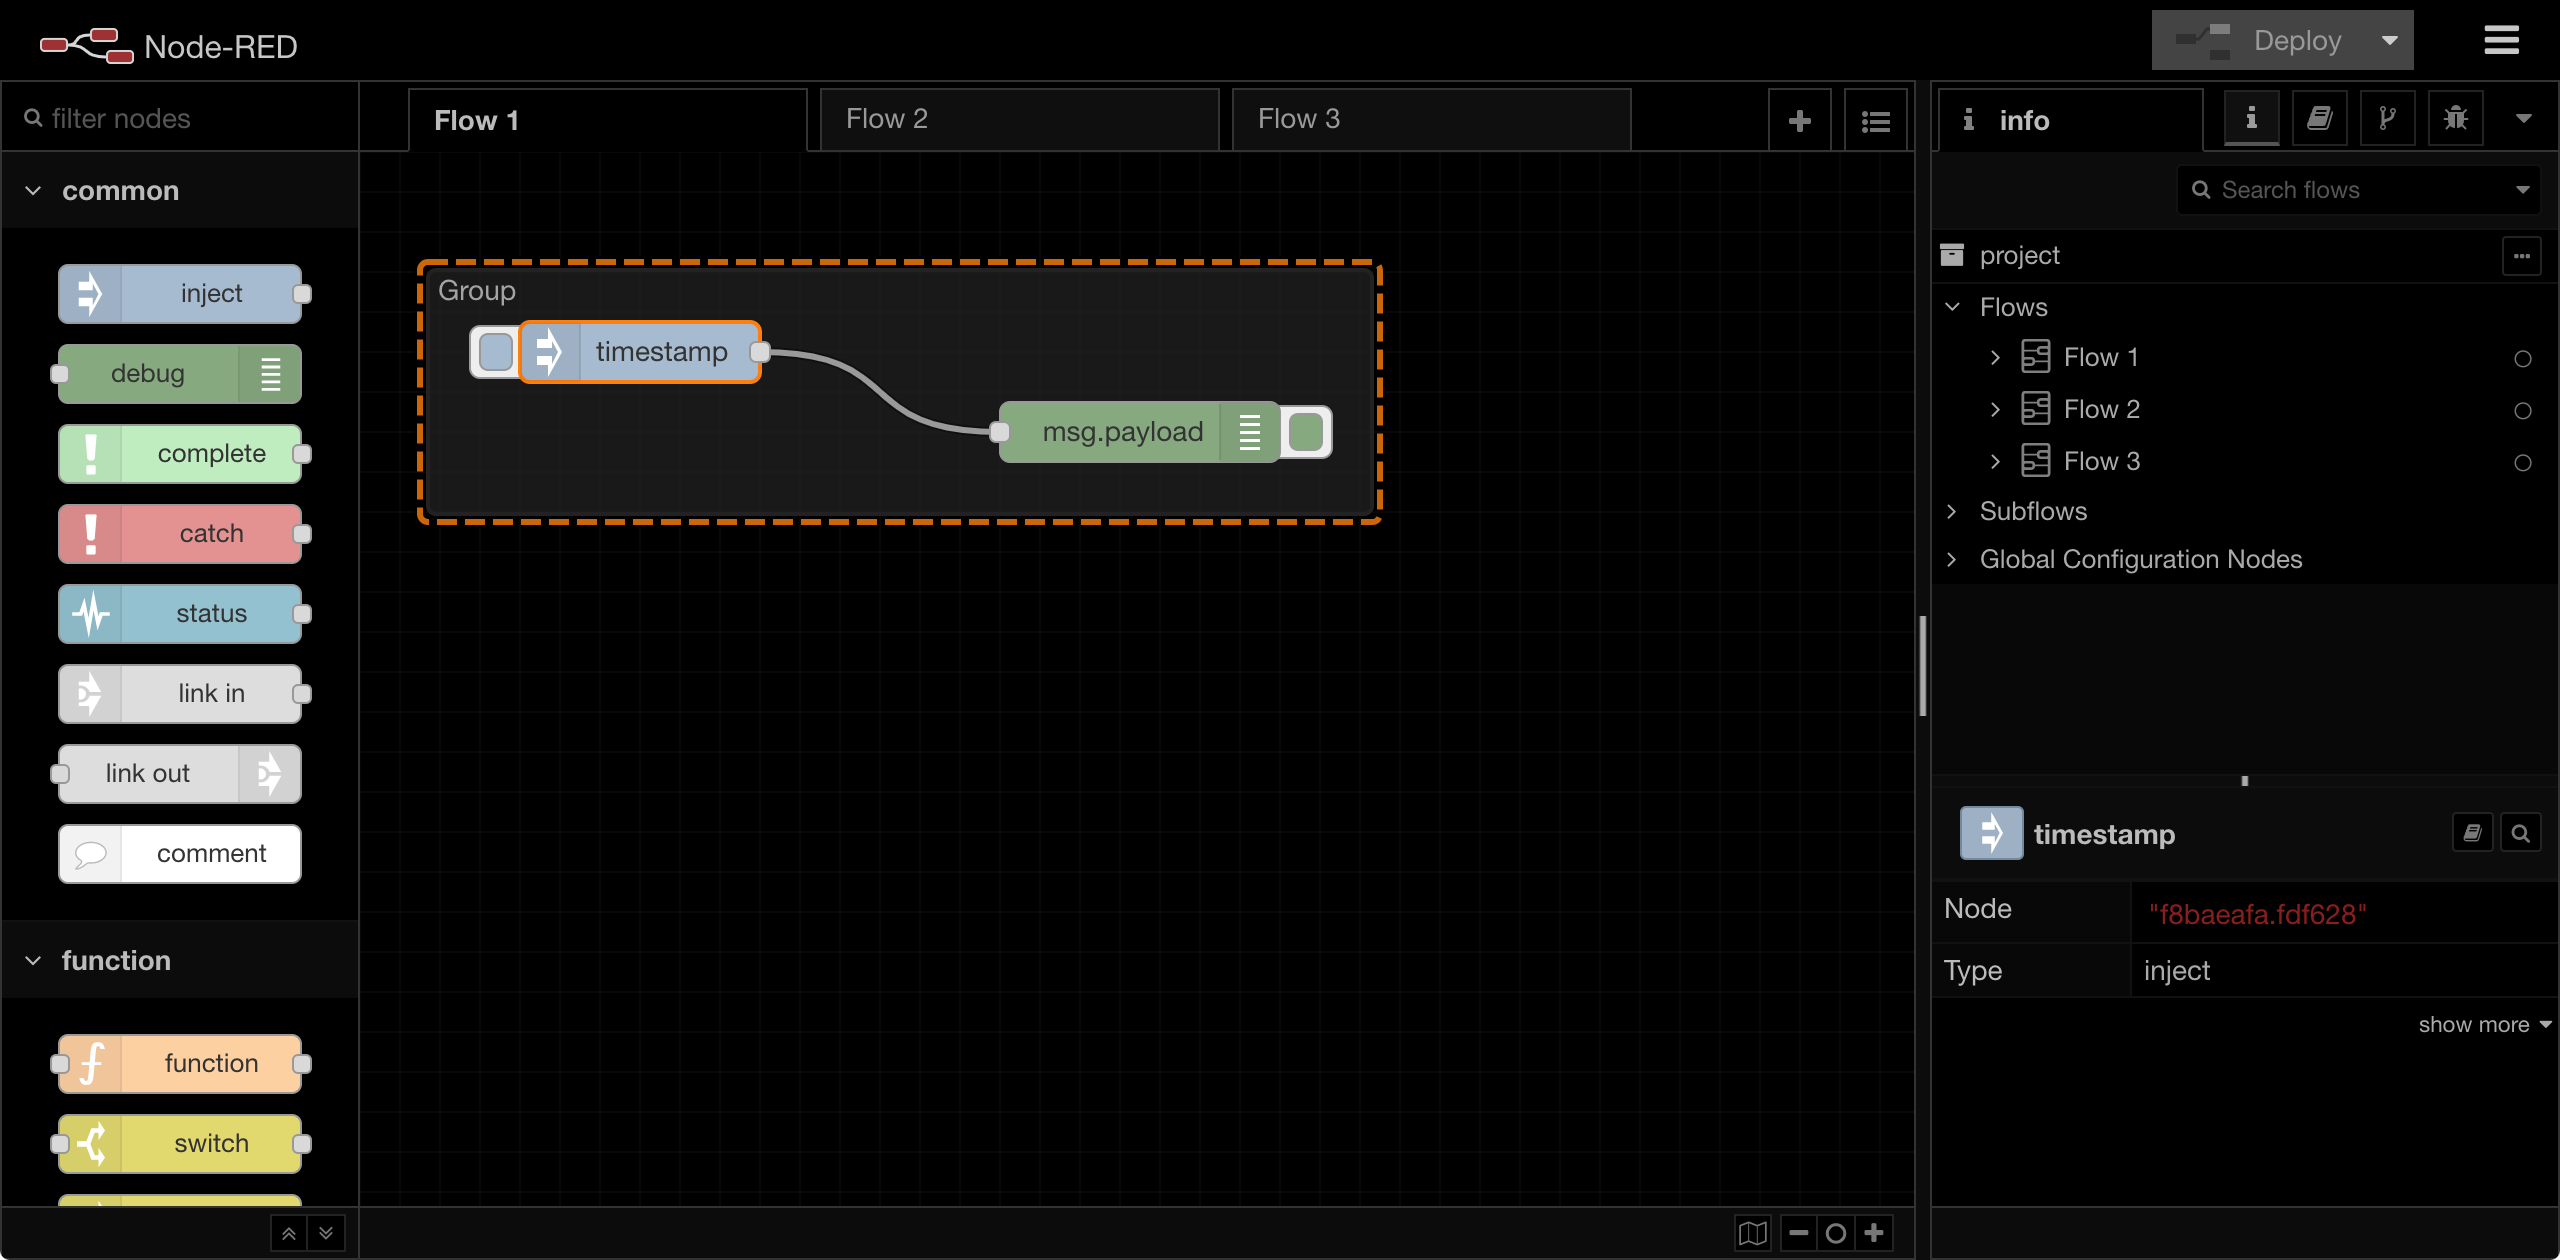 Node-RED
Deploy
filter nodes
Flow 1
Flow 2
Flow 3
info
common
Search flows
inject
debug
complete
catch
status
link in
link out
comment
function
function
switch
Group
timestamp
msg.payload
project
Flows
Flow 1
Flow 2
Flow 3
Subflows
Global Configuration Nodes
timestamp
Node "f8baeafa.fdf628"
Type inject
show more